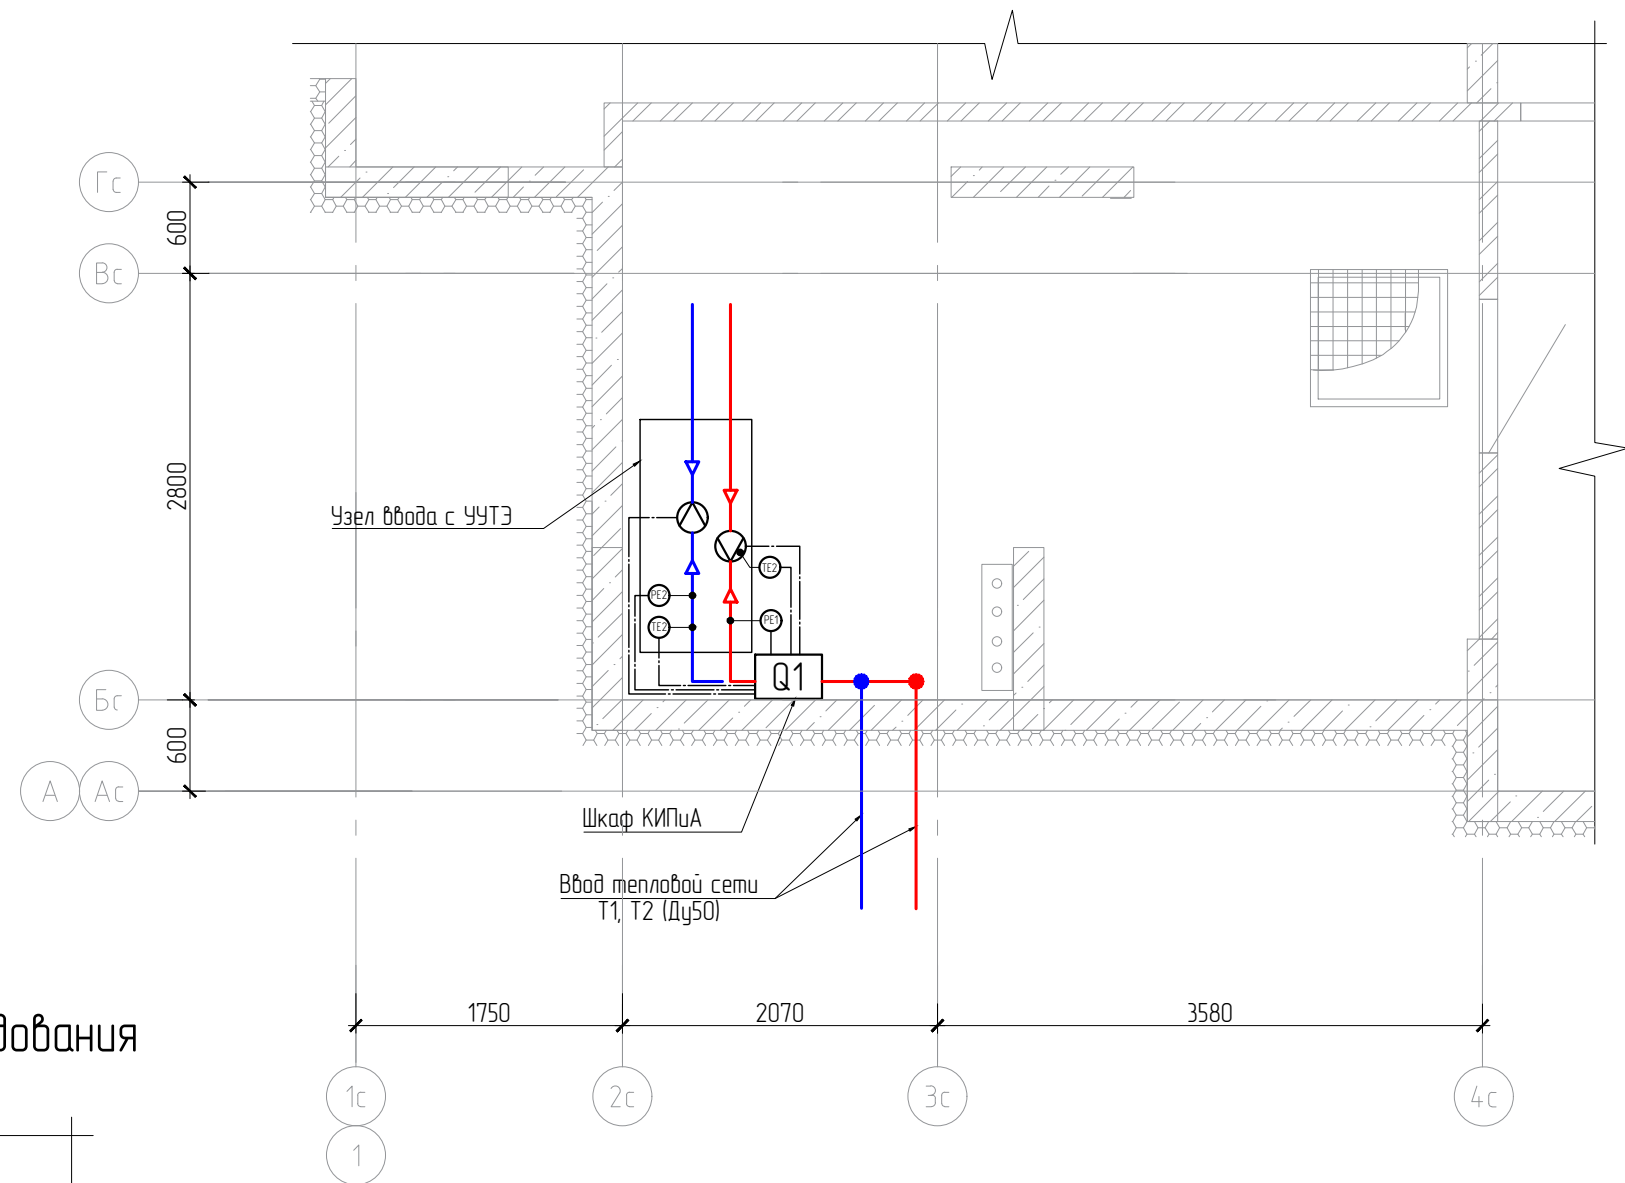 Гс
600
Вс
2800
Узел ввода с УУТЭ
PE2
TE2
TE2
PE1
Q1
Бс
600
А
Ас
Шкаф КИПиА
Ввод тепловой сети
Т1, Т2 (Ду50)
1750
2070
3580
дования
1с
2с
3с
4с
1